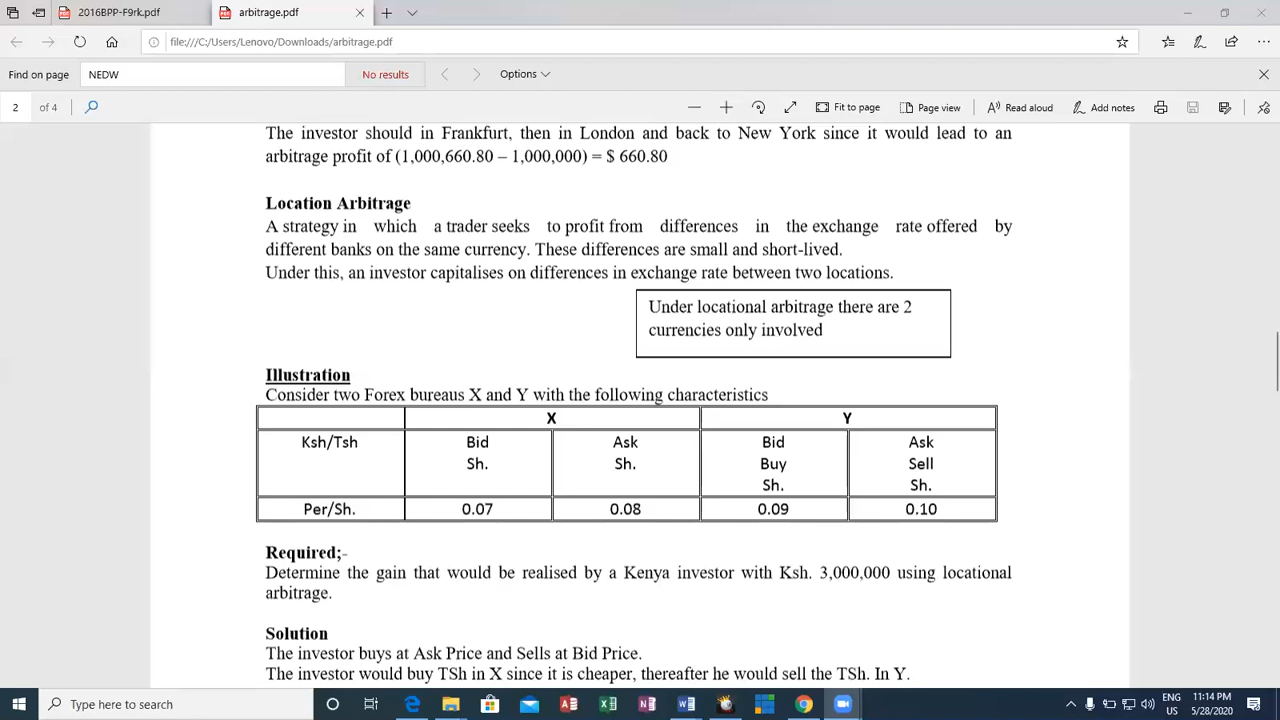 2016BPP-F9rk.pdf
arbitrage.pdf
file:///C:/Users/Lenovo/Downloads/arbitrage.pdf
Find on page
NEDW
No results
Options
2
of 4
Fit to page
Page view
Read aloud
Add notes
The investor should in Frankfurt, then in London and back to New York since it would lead to an
arbitrage profit of (1,000,660.80 – 1,000,000) = $ 660.80
Location Arbitrage
A strategy in which a trader seeks to profit from differences in the exchange rate offered by
different banks on the same currency. These differences are small and short-lived.
Under this, an investor capitalises on differences in exchange rate between two locations.
Under locational arbitrage there are 2
currencies only involved
Illustration
Consider two Forex bureaus X and Y with the following characteristics
X Y
Ksh/Tsh Bid Ask Bid Ask
Sh. Sh. Buy Sell
Sh. Sh.
Per/Sh. 0.07 0.08 0.09 0.10
Required;-
Determine the gain that would be realised by a Kenya investor with Ksh. 3,000,000 using locational
arbitrage.
Solution
The investor buys at Ask Price and Sells at Bid Price.
The investor would buy TSh in X since it is cheaper, thereafter he would sell the TSh. In Y.
Type here to search
ENG
US
11:14 PM
5/28/2020